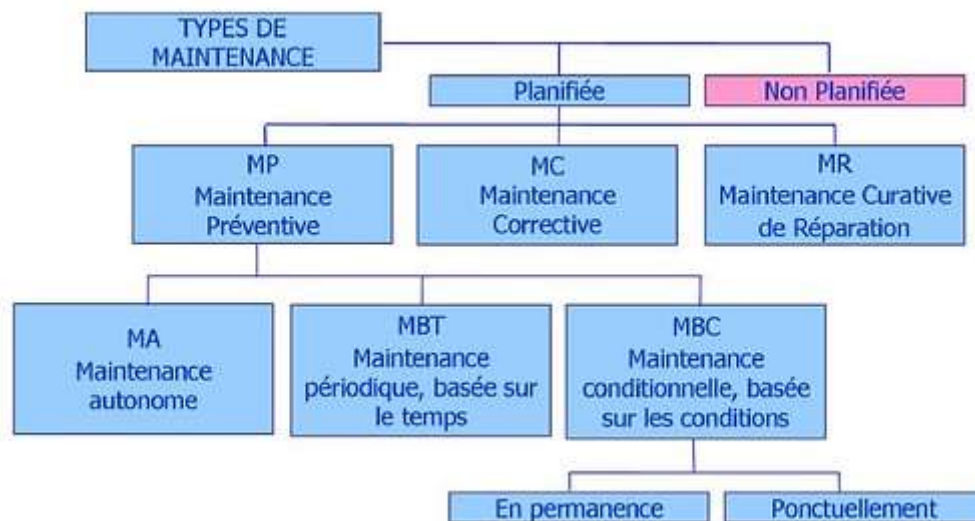 TYPES DE
MAINTENANCE
Planifiée
Non Planifiée
MP
Maintenance
Préventive
MC
Maintenance
Corrective
MR
Maintenance Curative
de Réparation
MA
Maintenance
autonome
MBT
Maintenance
périodique, basée sur
le temps
MBC
Maintenance
conditionnelle, basée
sur les conditions
En permanence
Ponctuellement